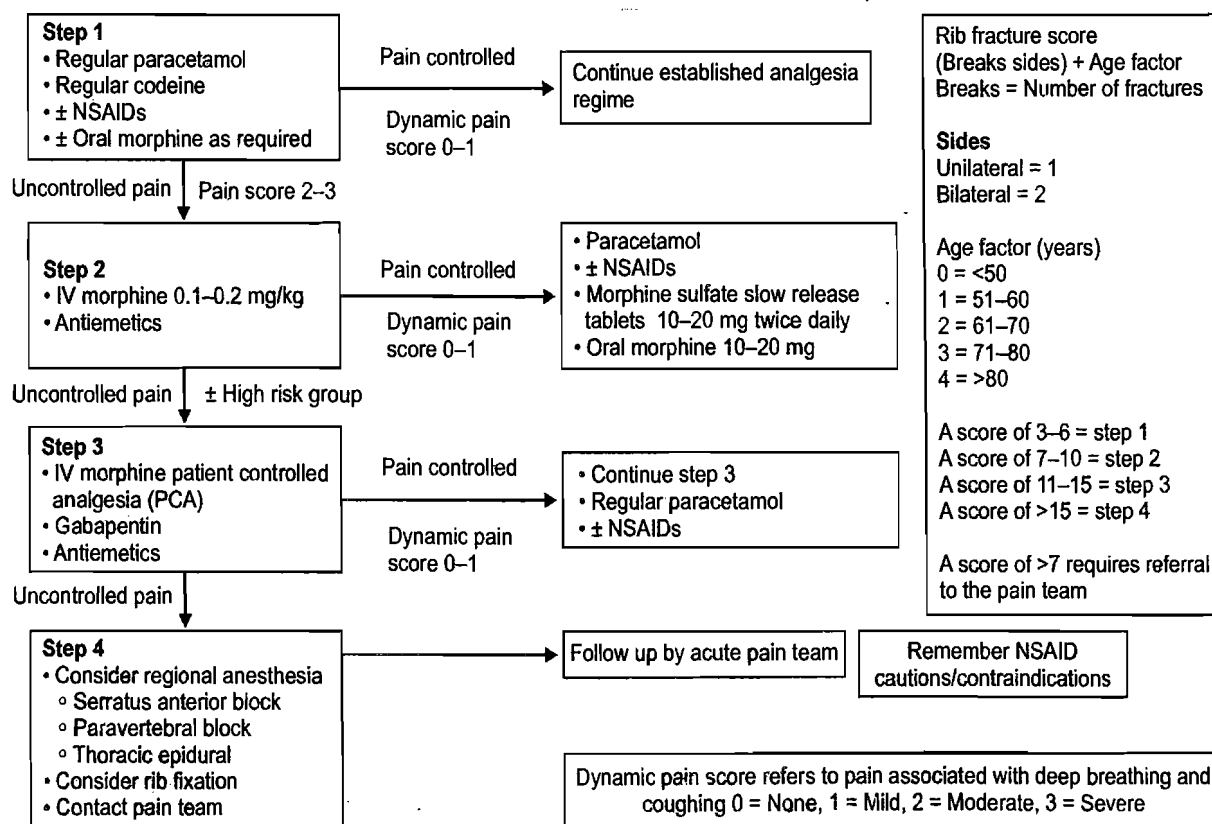 Step 1
• Regular paracetamol
• Regular codeine
• ± NSAIDs
• ± Oral morphine as required
Pain controlled
Dynamic pain
score 0–1
Continue established analgesia
regime
Uncontrolled pain
Pain score 2–3
Step 2
• IV morphine 0.1–0.2 mg/kg
• Antiemetics
Pain controlled
Dynamic pain
score 0–1
• Paracetamol
• ± NSAIDs
• Morphine sulfate slow release
tablets 10–20 mg twice daily
• Oral morphine 10–20 mg
Uncontrolled pain
± High risk group
Step 3
• IV morphine patient controlled
analgesia (PCA)
• Gabapentin
• Antiemetics
Pain controlled
Dynamic pain
score 0–1
• Continue step 3
• Regular paracetamol
• ± NSAIDs
Uncontrolled pain
Step 4
• Consider regional anesthesia
° Serratus anterior block
° Paravertebral block
° Thoracic epidural
• Consider rib fixation
• Contact pain team
Follow up by acute pain team
Remember NSAID
cautions/contraindications
Dynamic pain score refers to pain associated with deep breathing and
coughing 0 = None, 1 = Mild, 2 = Moderate, 3 = Severe
Rib fracture score
(Breaks sides) + Age factor
Breaks = Number of fractures
Sides
Unilateral = 1
Bilateral = 2
Age factor (years)
0 = <50
1 = 51–60
2 = 61–70
3 = 71–80
4 = >80
A score of 3–6 = step 1
A score of 7–10 = step 2
A score of 11–15 = step 3
A score of >15 = step 4
A score of >7 requires referral
to the pain team